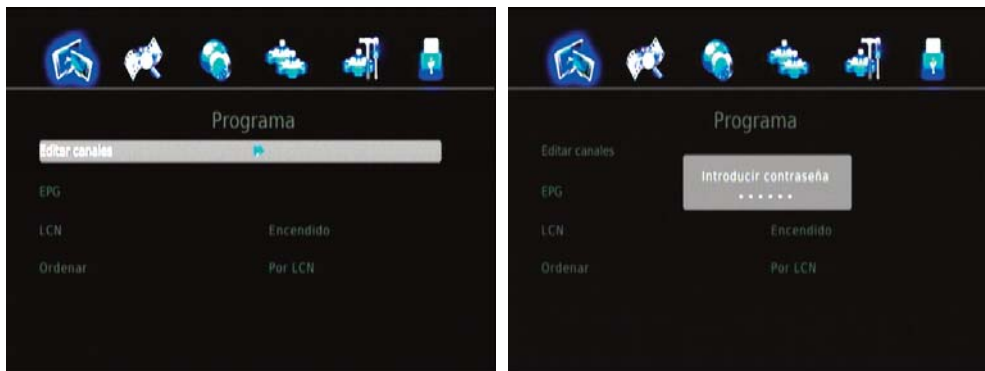 Programa
Editar canales
EPG
LCN Encendido
Ordenar Por LCN
Programa
Editar canales
Introducir contraseña
EPG
LCN Encendido
Ordenar Por LCN